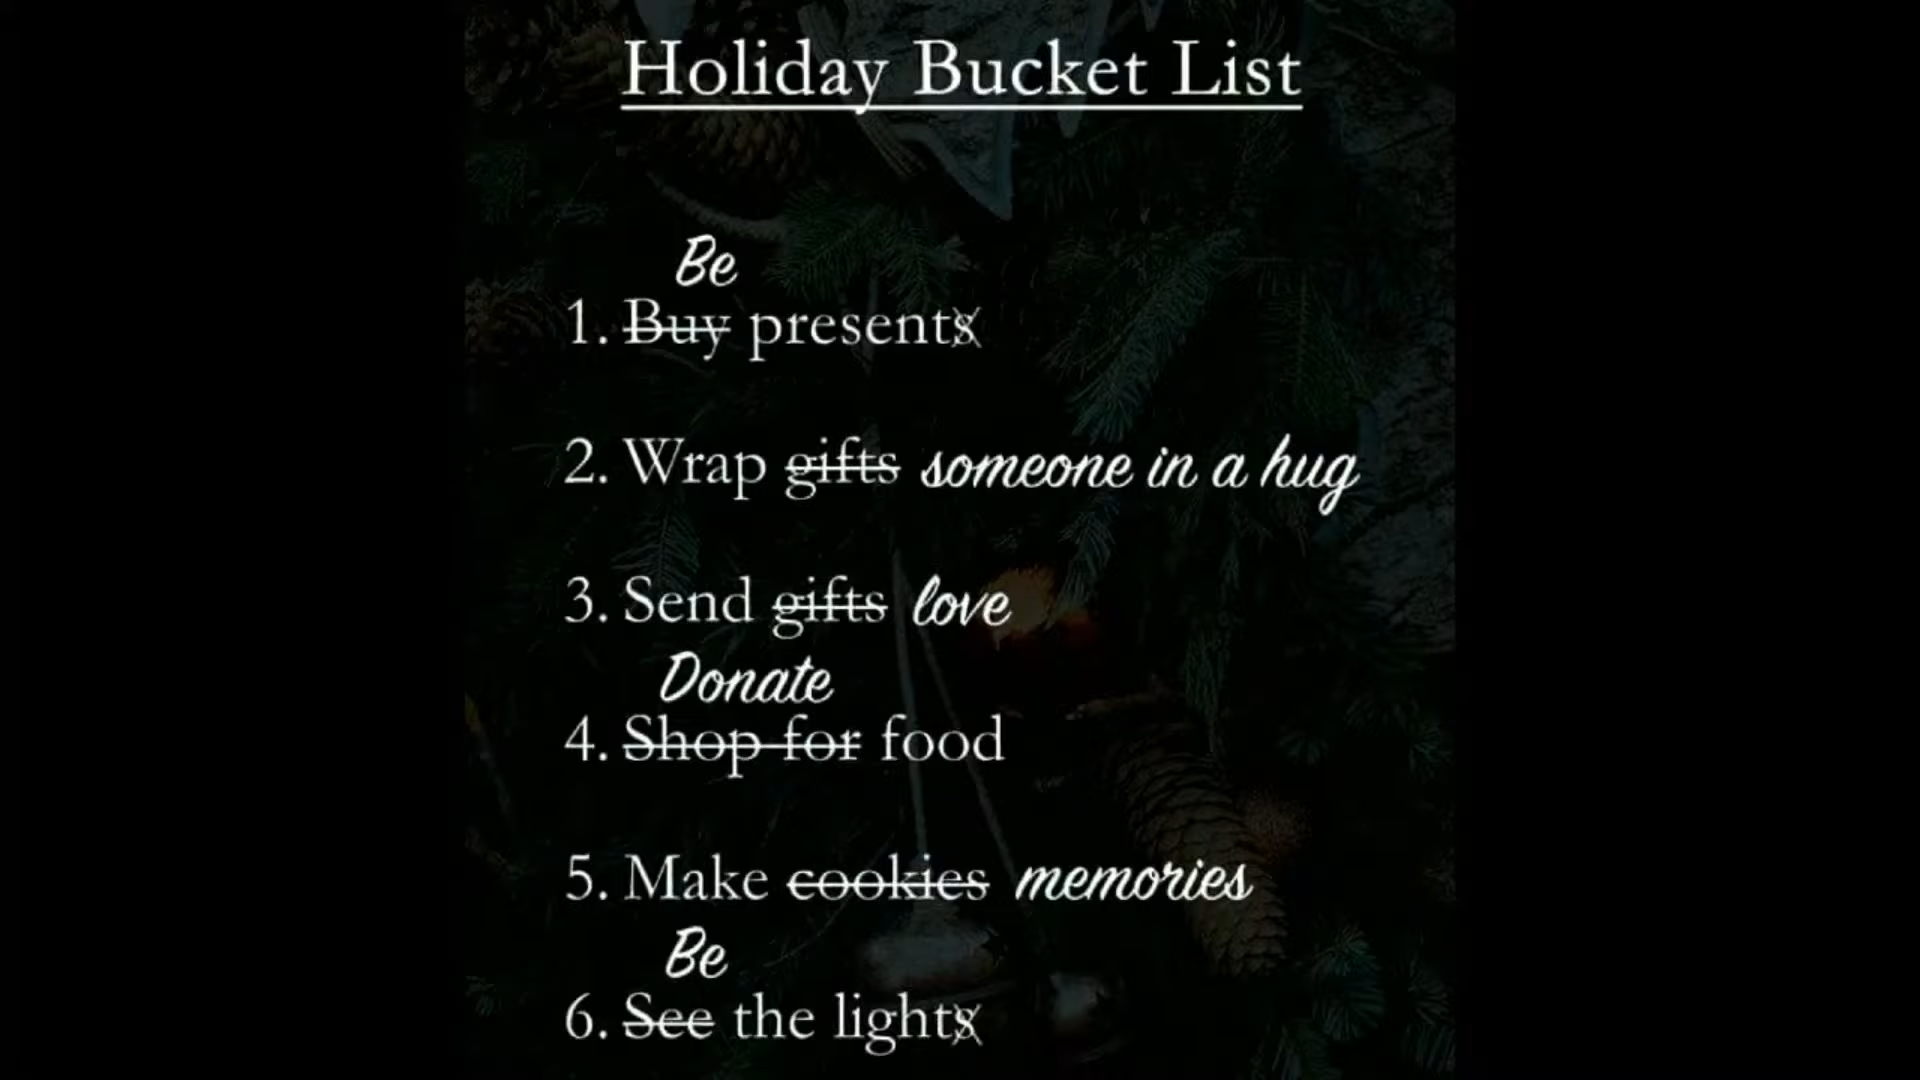 Holiday Bucket List
Be
1. Buy presents
2. Wrap gifts someone in a hug
3. Send gifts love
Donate
4. Shop for food
5. Make cookies memories
Be
6. See the lights